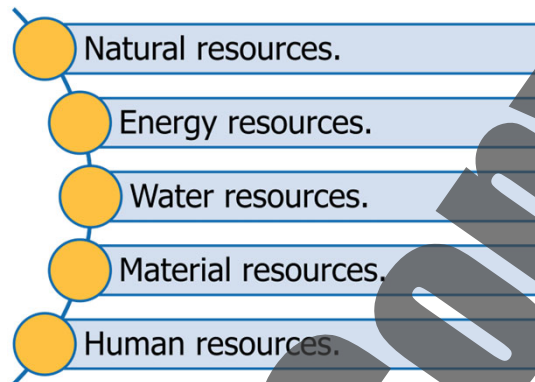 Natural resources.
Energy resources.
Water resources.
Material resources.
Human resources.